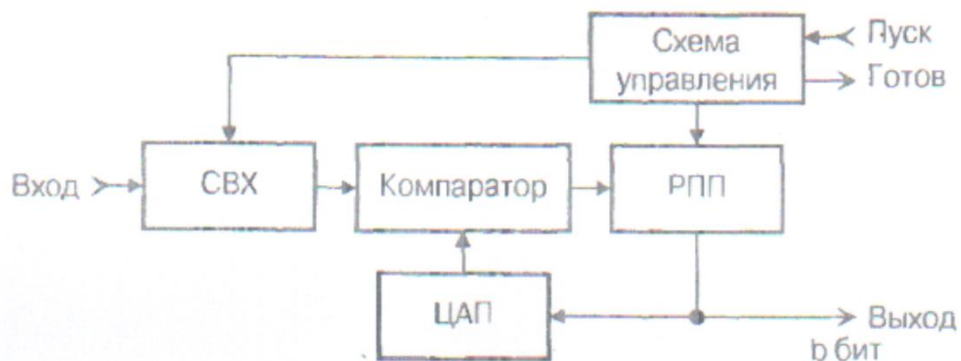 Схема
управления
Пуск
Готов
Вход
СВХ
Компаратор
РПП
ЦАП
Выход
b бит